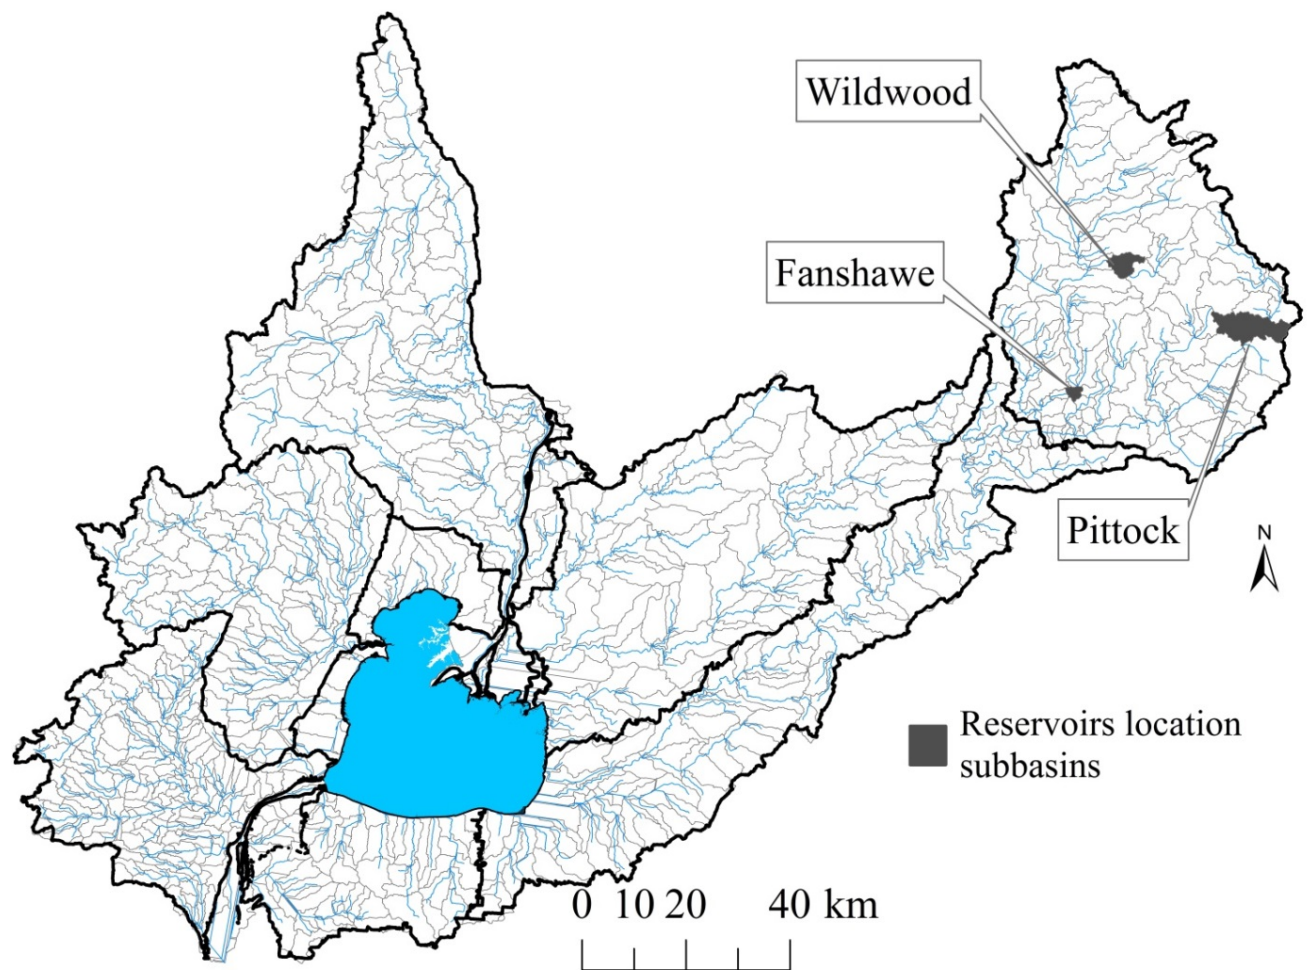 Wildwood
Fanshawe
Pittock
N
Reservoirs location
subbasins
0 10 20 40 km